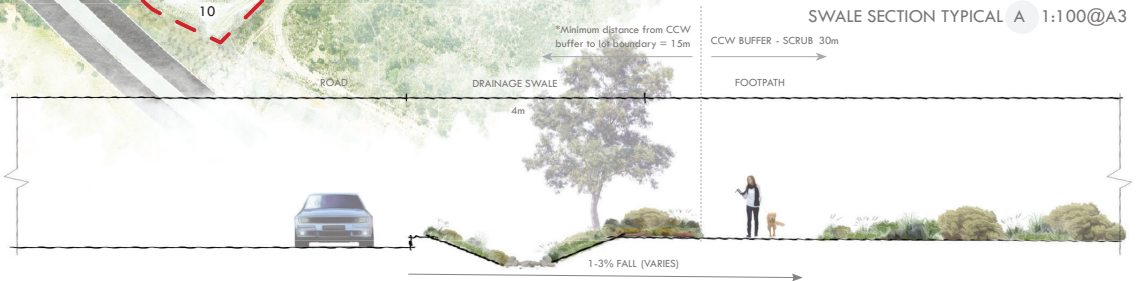 10
SWALE SECTION TYPICAL A 1:100@A3
*Minimum distance from CCW
buffer to lot boundary = 15m
CCW BUFFER - SCRUB 30m
ROAD
DRAINAGE SWALE
FOOTPATH
4m
1-3% FALL (VARIES)